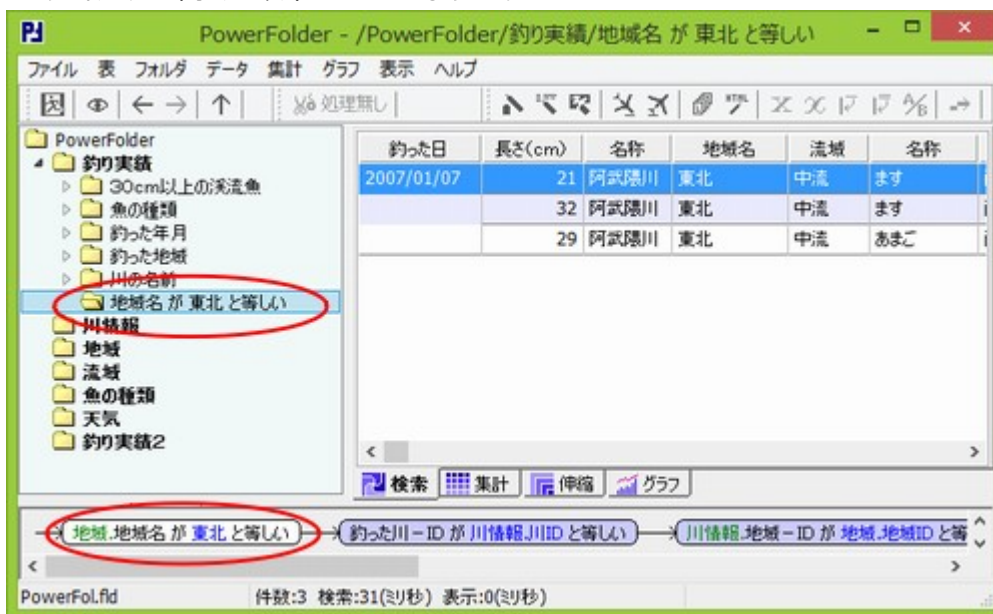 PowerFolder - /PowerFolder/釣り実績/地域名 が 東北 と等しい
ファイル 表 フォルダ データ 集計 グラフ 表示 ヘルプ
処理無し
PowerFolder
釣り実績
30cm以上の渓流魚
魚の種類
釣った年月
釣った地域
川の名前
地域名 が 東北 と等しい
川情報
地域
流域
魚の種類
天気
釣り実績2
釣った日 長さ(cm) 名称 地域名 流域 名称
2007/01/07 21 阿武隈川 東北 中流 ます
32 阿武隈川 東北 中流 ます
29 阿武隈川 東北 中流 あまご
検索 集計 伸縮 グラフ
地域.地域名 が 東北 と等しい 釣った川-ID が 川情報.川ID と等しい 川情報.地域-ID が 地域.地域ID と等
PowerFol.fld 件数:3 検索:31(ミリ秒) 表示:0(ミリ秒)